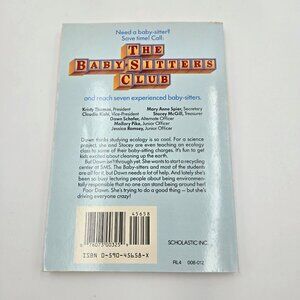 Need a baby-sitter?
Save time! Call:
THE
BABY-SITTERS
CLUB
and reach seven experienced baby-sitters.
Kristy Thomas, President
Mary Anne Spier, Secretary
Claudia Kishi, Vice-President
Stacey McGill, Treasurer
Dawn Schafer, Alternate Officer
Mallory Pike, Junior Officer
Jessica Ramsey, Junior Officer
Dawn thinks studying ecology is so cool. For a science
project, she and Stacey are even teaching an ecology
class to some of their baby-sitting charges. It's fun to get
kids excited about cleaning up the earth.
But Dawn isn't through yet. She wants to start a recycling center
at SMS. The Baby-sitters and most of the students
are all for it, but Dawn needs a lot of help. And lately she's
been so busy lecturing people about being environmentally
responsible that no one can stand being around her!
Poor Dawn. She's trying to do a good thing — but she's
driving everyone crazy!
45658
ISBN 0-590-45658-X
SCHOLASTIC INC.
RL4 008-012